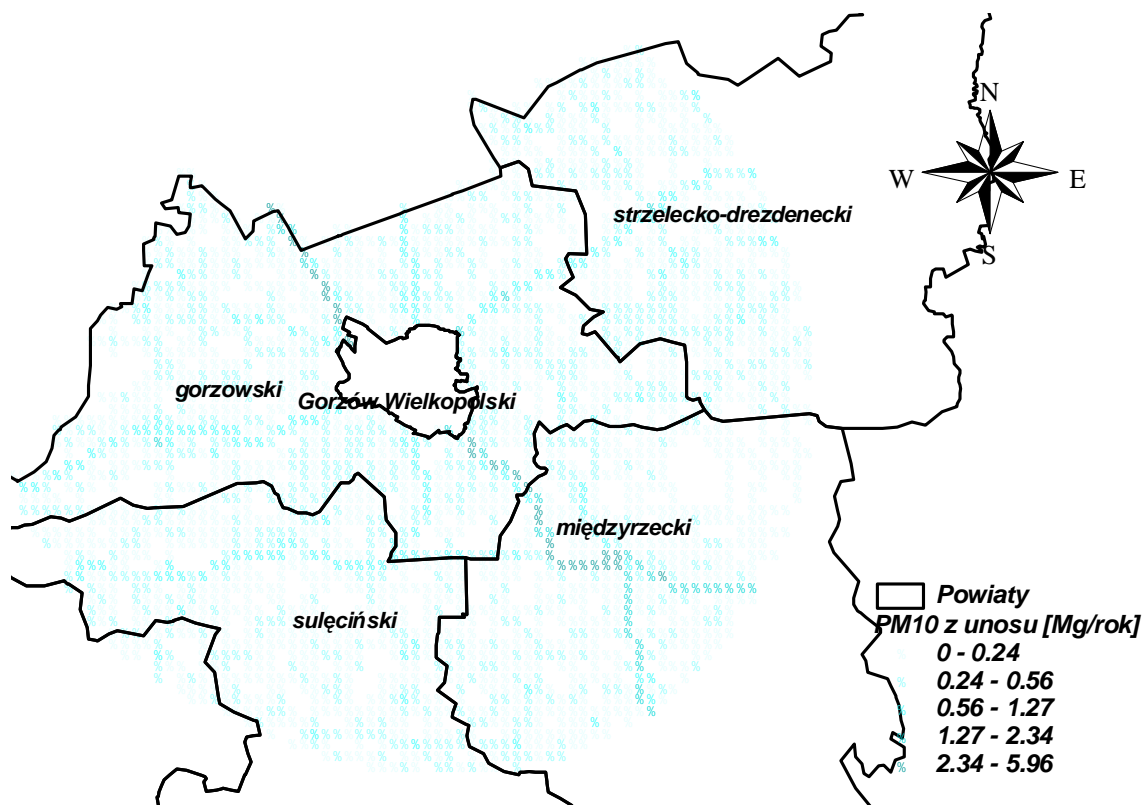 N
W E
S
strzelecko-drezdenecki
gorzowski
Gorzów Wielkopolski
międzyrzecki
sulęciński
Powiaty
PM10 z unosu [Mg/rok]
0 - 0.24
0.24 - 0.56
0.56 - 1.27
1.27 - 2.34
2.34 - 5.96